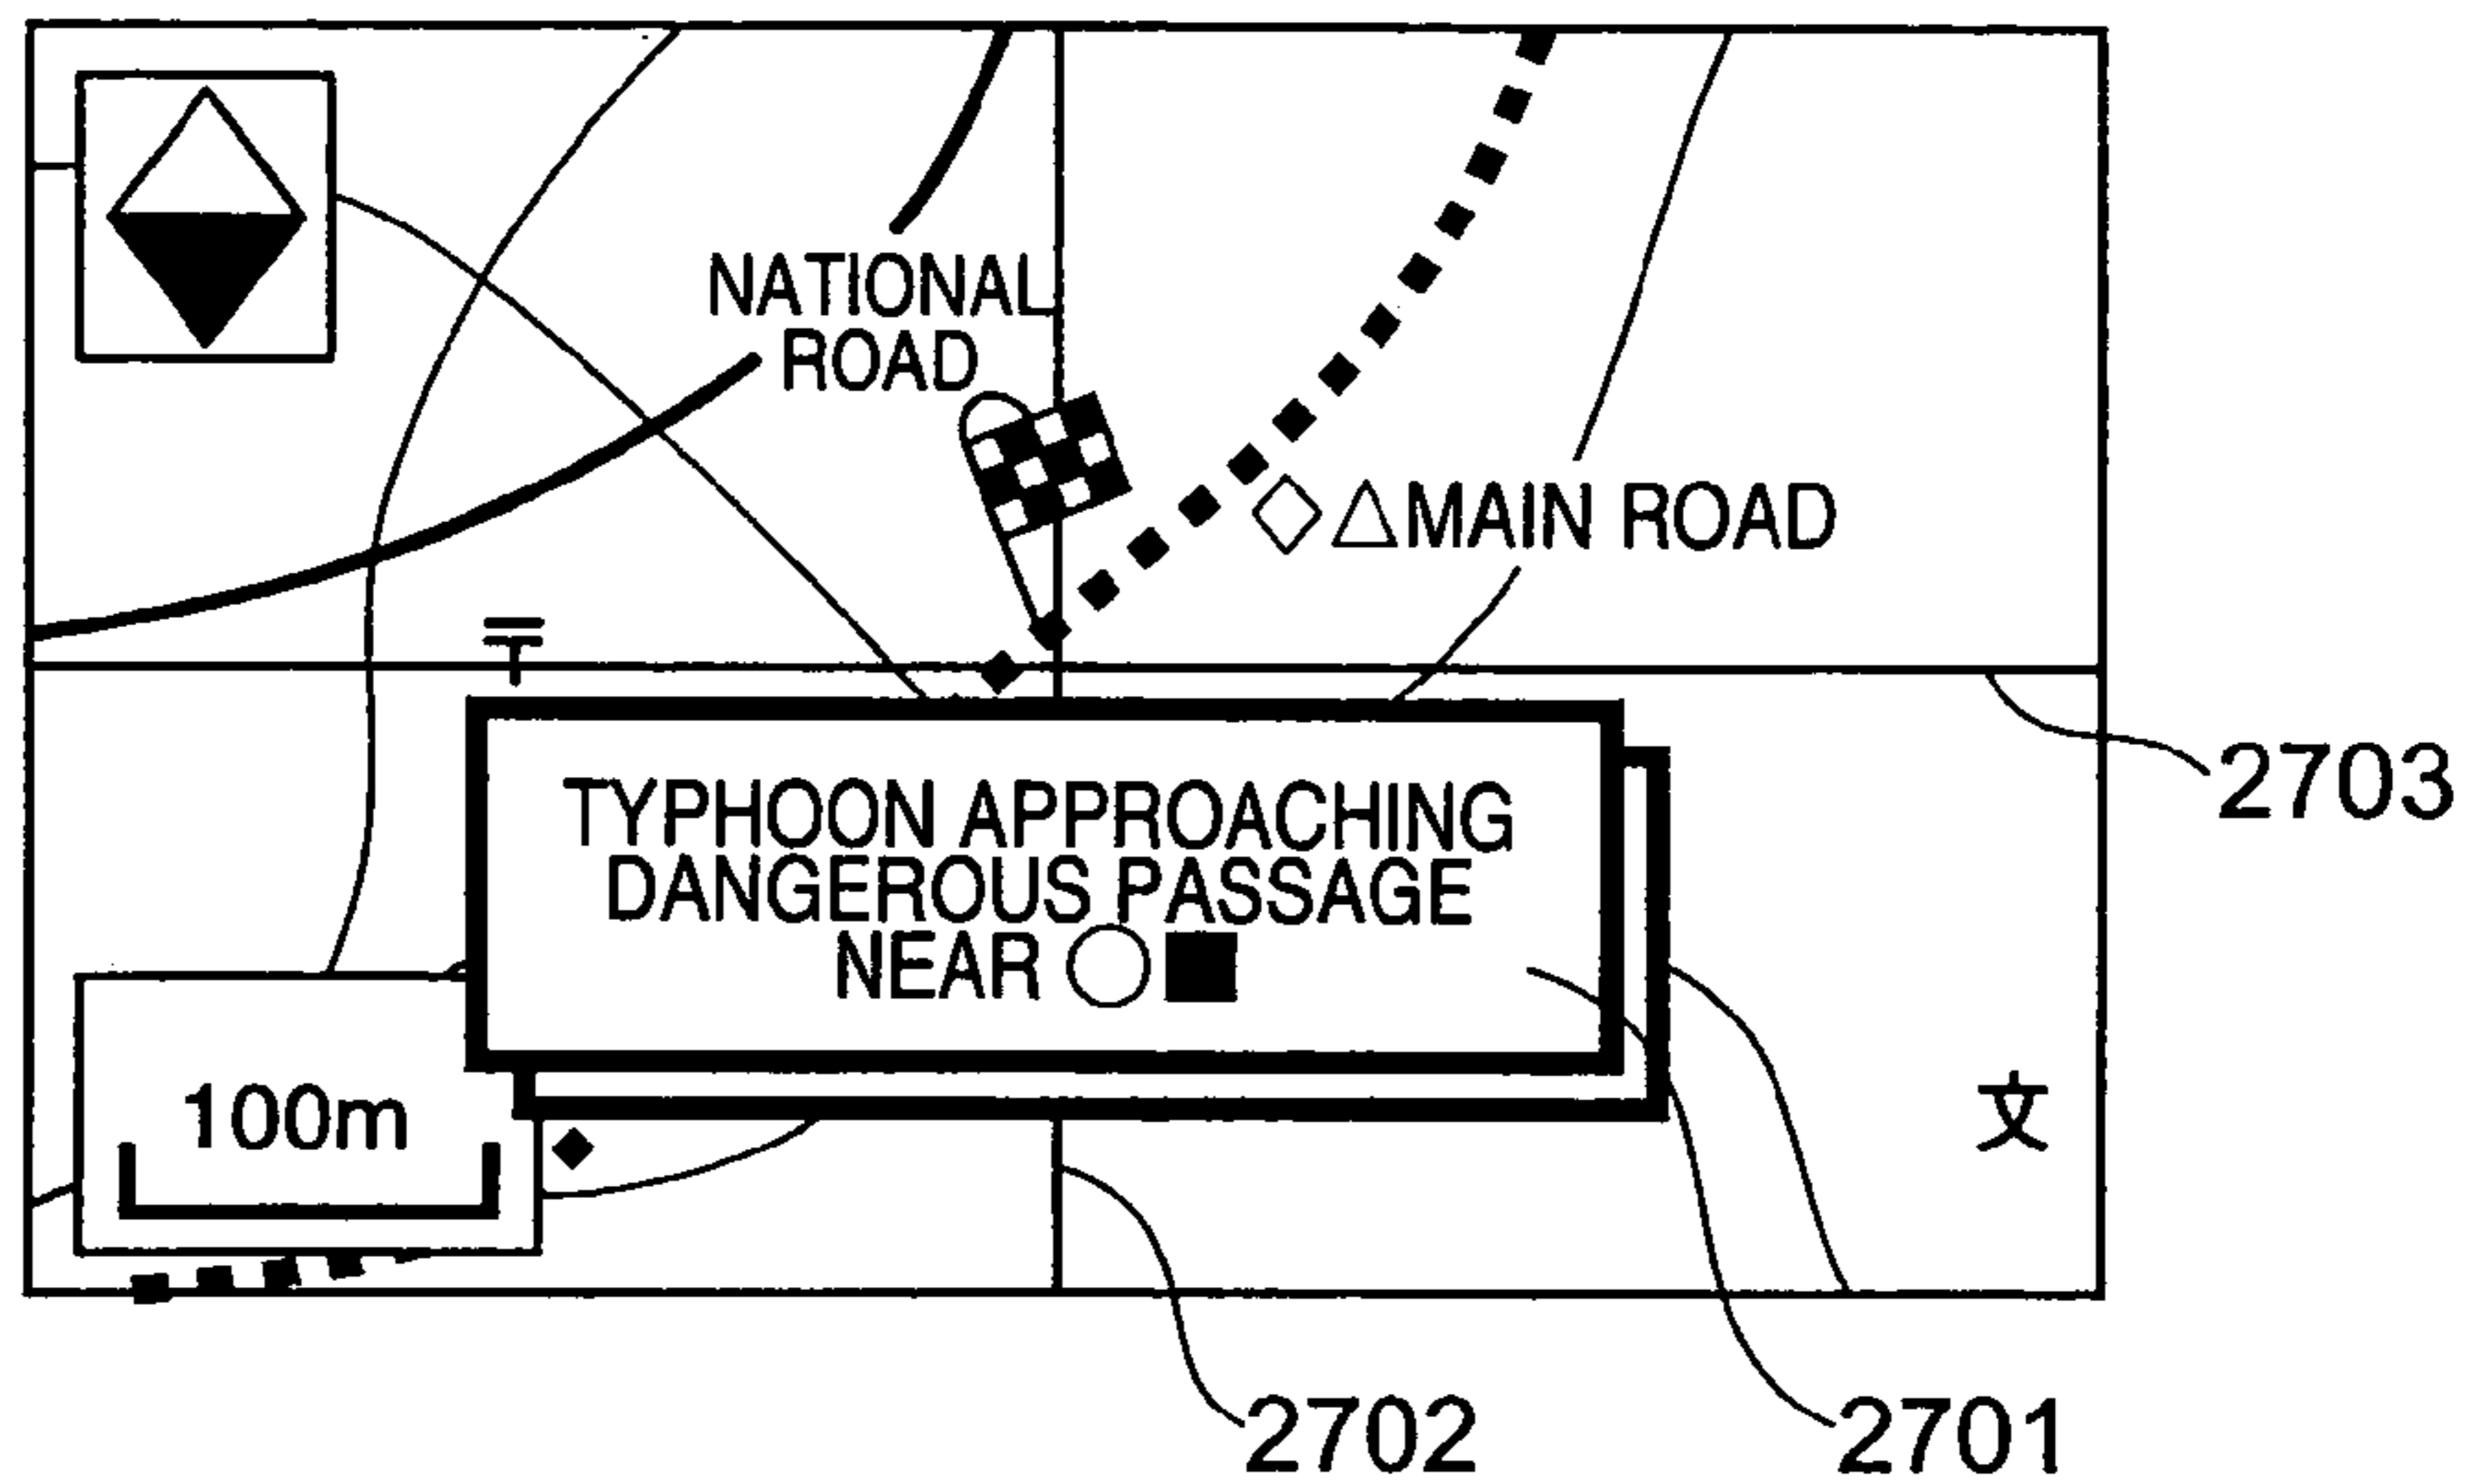 NATIONAL
ROAD
◇△MAIN ROAD
〒
TYPHOON APPROACHING
DANGEROUS PASSAGE
NEAR ○■
2703
100m
文
2702
2701